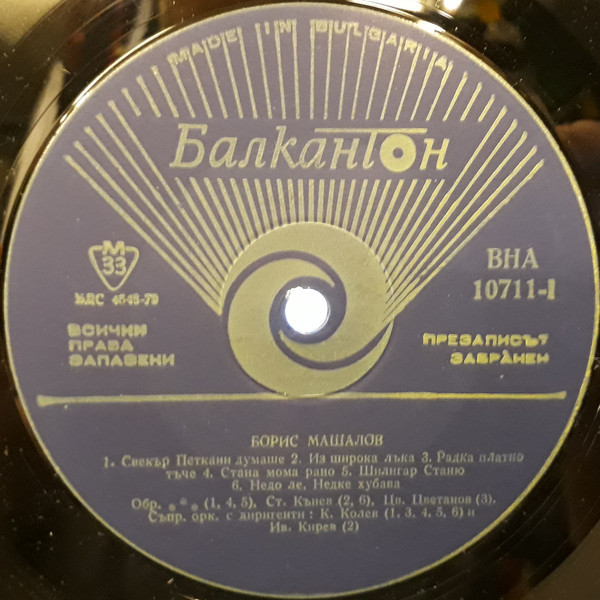 MADE IN BULGARIA
Балкантон
М
33
БДС 4645-79
ВСИЧКИ
ПРАВА
ЗАПАЗЕНИ
ВНА
10711-I
ПРЕЗАПИСЪТ
ЗАБРАНЕН
БОРИС МАШАЛОВ
1. Свекър Петкани думаше 2. Из широка лъка 3. Радка платно
тъче 4. Стана мома рано 5. Шилигар Станю
6. Недо ле, Недке хубава
Обр. * * * (1, 4, 5), Ст. Кънев (2, 6), Цв. Цветанов (3).
Съпр. орк. с диригенти: К. Колев (1, 3, 4, 5, 6) и
Ив. Кирев (2)